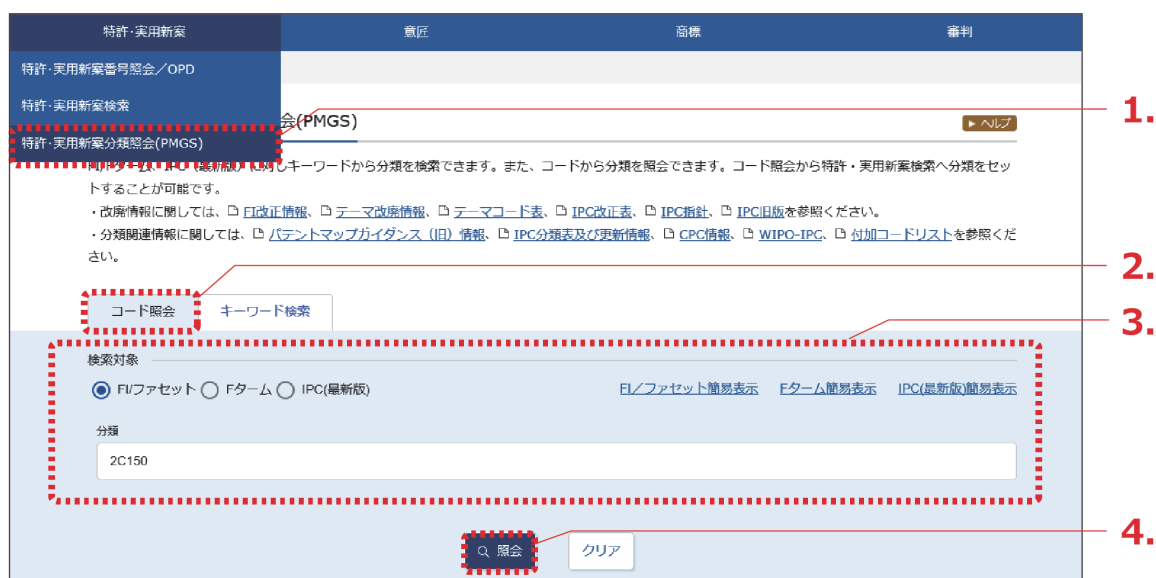 特許・実用新案 意匠 商標 審判
特許・実用新案番号照会／OPD
特許・実用新案検索
特許・実用新案分類照会(PMGS)
会(PMGS)
ヘルプ
1.
キーワードから分類を検索できます。また、コードから分類を照会できます。コード照会から特許・実用新案検索へ分類をセッ
トすることが可能です。
・改廃情報に関しては、 FI改正情報、 テーマ改廃情報、 テーマコード表、 IPC改正表、 IPC指針、 IPC旧版を参照ください。
・分類関連情報に関しては、 パテントマップガイダンス（旧）情報、 IPC分類表及び更新情報、 CPC情報、 WIPO-IPC、 付加コードリストを参照くだ
さい。
2.
コード照会 キーワード検索
3.
検索対象
FI/ファセット Fターム IPC(最新版) FI／ファセット簡易表示 Fターム簡易表示 IPC(最新版)簡易表示
分類
2C150
照会 クリア
4.